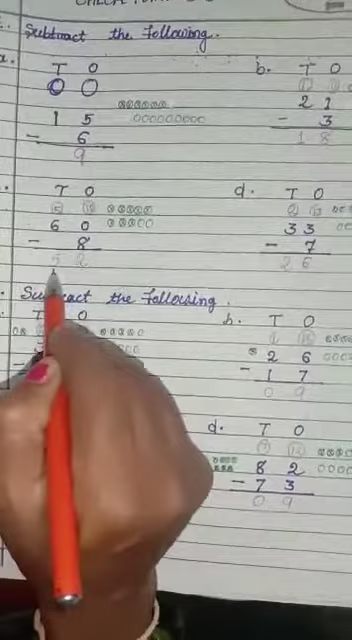 Subtract the following.
a.
T O
1 5
- 6
9
b. T O
2 1
- 3
1 8
T O
6 0
- 8
5 2
d. T O
3 3
- 7
2 6
Subtract the following.
T O
b. T O
2 6
- 1 7
0 9
d. T O
8 2
- 7 3
0 9